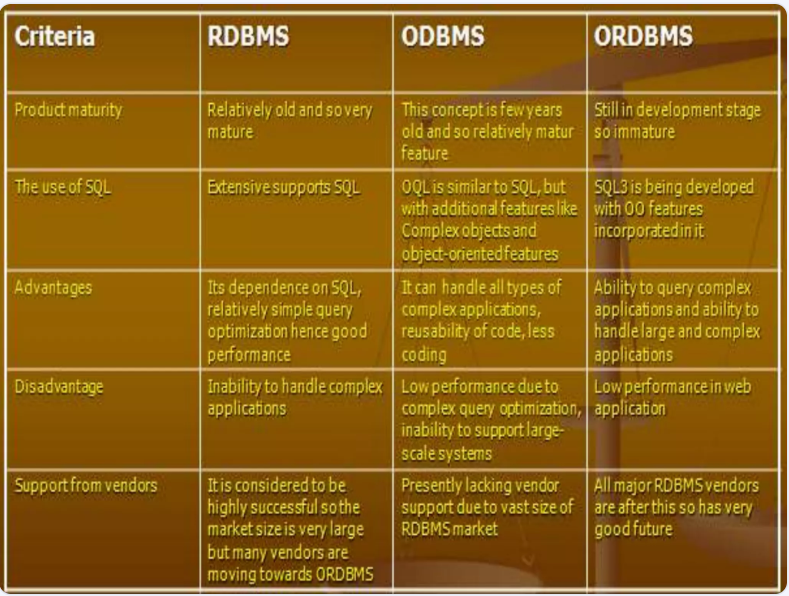 Criteria
RDBMS
ODBMS
ORDBMS
Product maturity
Relatively old and so very
mature
This concept is few years
old and so relatively matur
feature
Still in development stage
so immature
The use of SQL
Extensive supports SQL
OQL is similar to SQL, but
with additional features like
Complex objects and
object-oriented features
SQL3 is being developed
with OO features
incorporated in it
Advantages
Its dependence on SQL,
relatively simple query
optimization hence good
performance
It can handle all types of
complex applications,
reusability of code, less
coding
Ability to query complex
applications and ability to
handle large and complex
applications
Disadvantage
Inability to handle complex
applications
Low performance due to
complex query optimization,
inability to support large-
scale systems
Low performance in web
application
Support from vendors
It is considered to be
highly successful so the
market size is very large
but many vendors are
moving towards ORDBMS
Presently lacking vendor
support due to vast size of
RDBMS market
All major RDBMS vendors
are after this so has very
good future